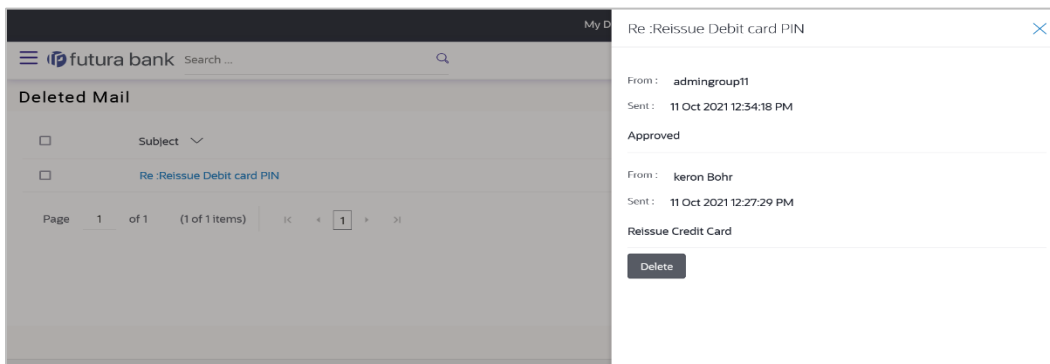 My D
futura bank Search ...
Deleted Mail
Subject
Re :Reissue Debit card PIN
Page 1 of 1 (1 of 1 items) 1
Re :Reissue Debit card PIN
From : admingroup11
Sent : 11 Oct 2021 12:34:18 PM
Approved
From : keron Bohr
Sent : 11 Oct 2021 12:27:29 PM
Reissue Credit Card
Delete